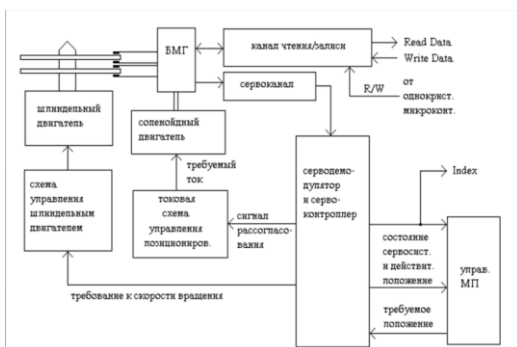 БМГ
канал чтения/записи
Read Data
Write Data
сервоканал
R/W
от
однокрист.
микроконт.
шпиндельный
двигатель
соленойдный
двигатель
требуемый
ток
схема
управления
шпиндельным
двигателем
токовая
схема
управления
позициониров.
сигнал
рассогласо-
вания
серводемо-
дулятор
и серво-
контроллер
Index
состояние
сервосист.
и действит.
положение
управ.
МП
требуемое
положение
требование к скорости вращения